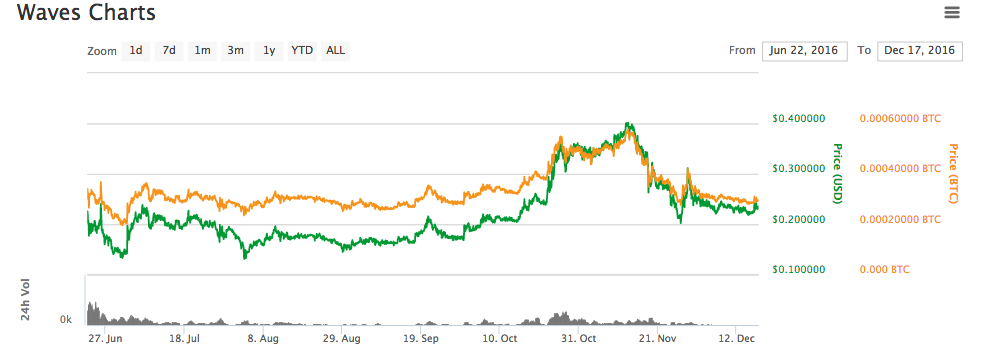 Waves Charts
Zoom 1d 7d 1m 3m 1y YTD ALL From Jun 22, 2016 To Dec 17, 2016
$0.400000 0.00060000 BTC
$0.300000 0.00040000 BTC
$0.200000 0.00020000 BTC
$0.100000 0.000 BTC
Price (USD)
Price (BTC)
24h Vol
0k
27. Jun 18. Jul 8. Aug 29. Aug 19. Sep 10. Oct 31. Oct 21. Nov 12. Dec